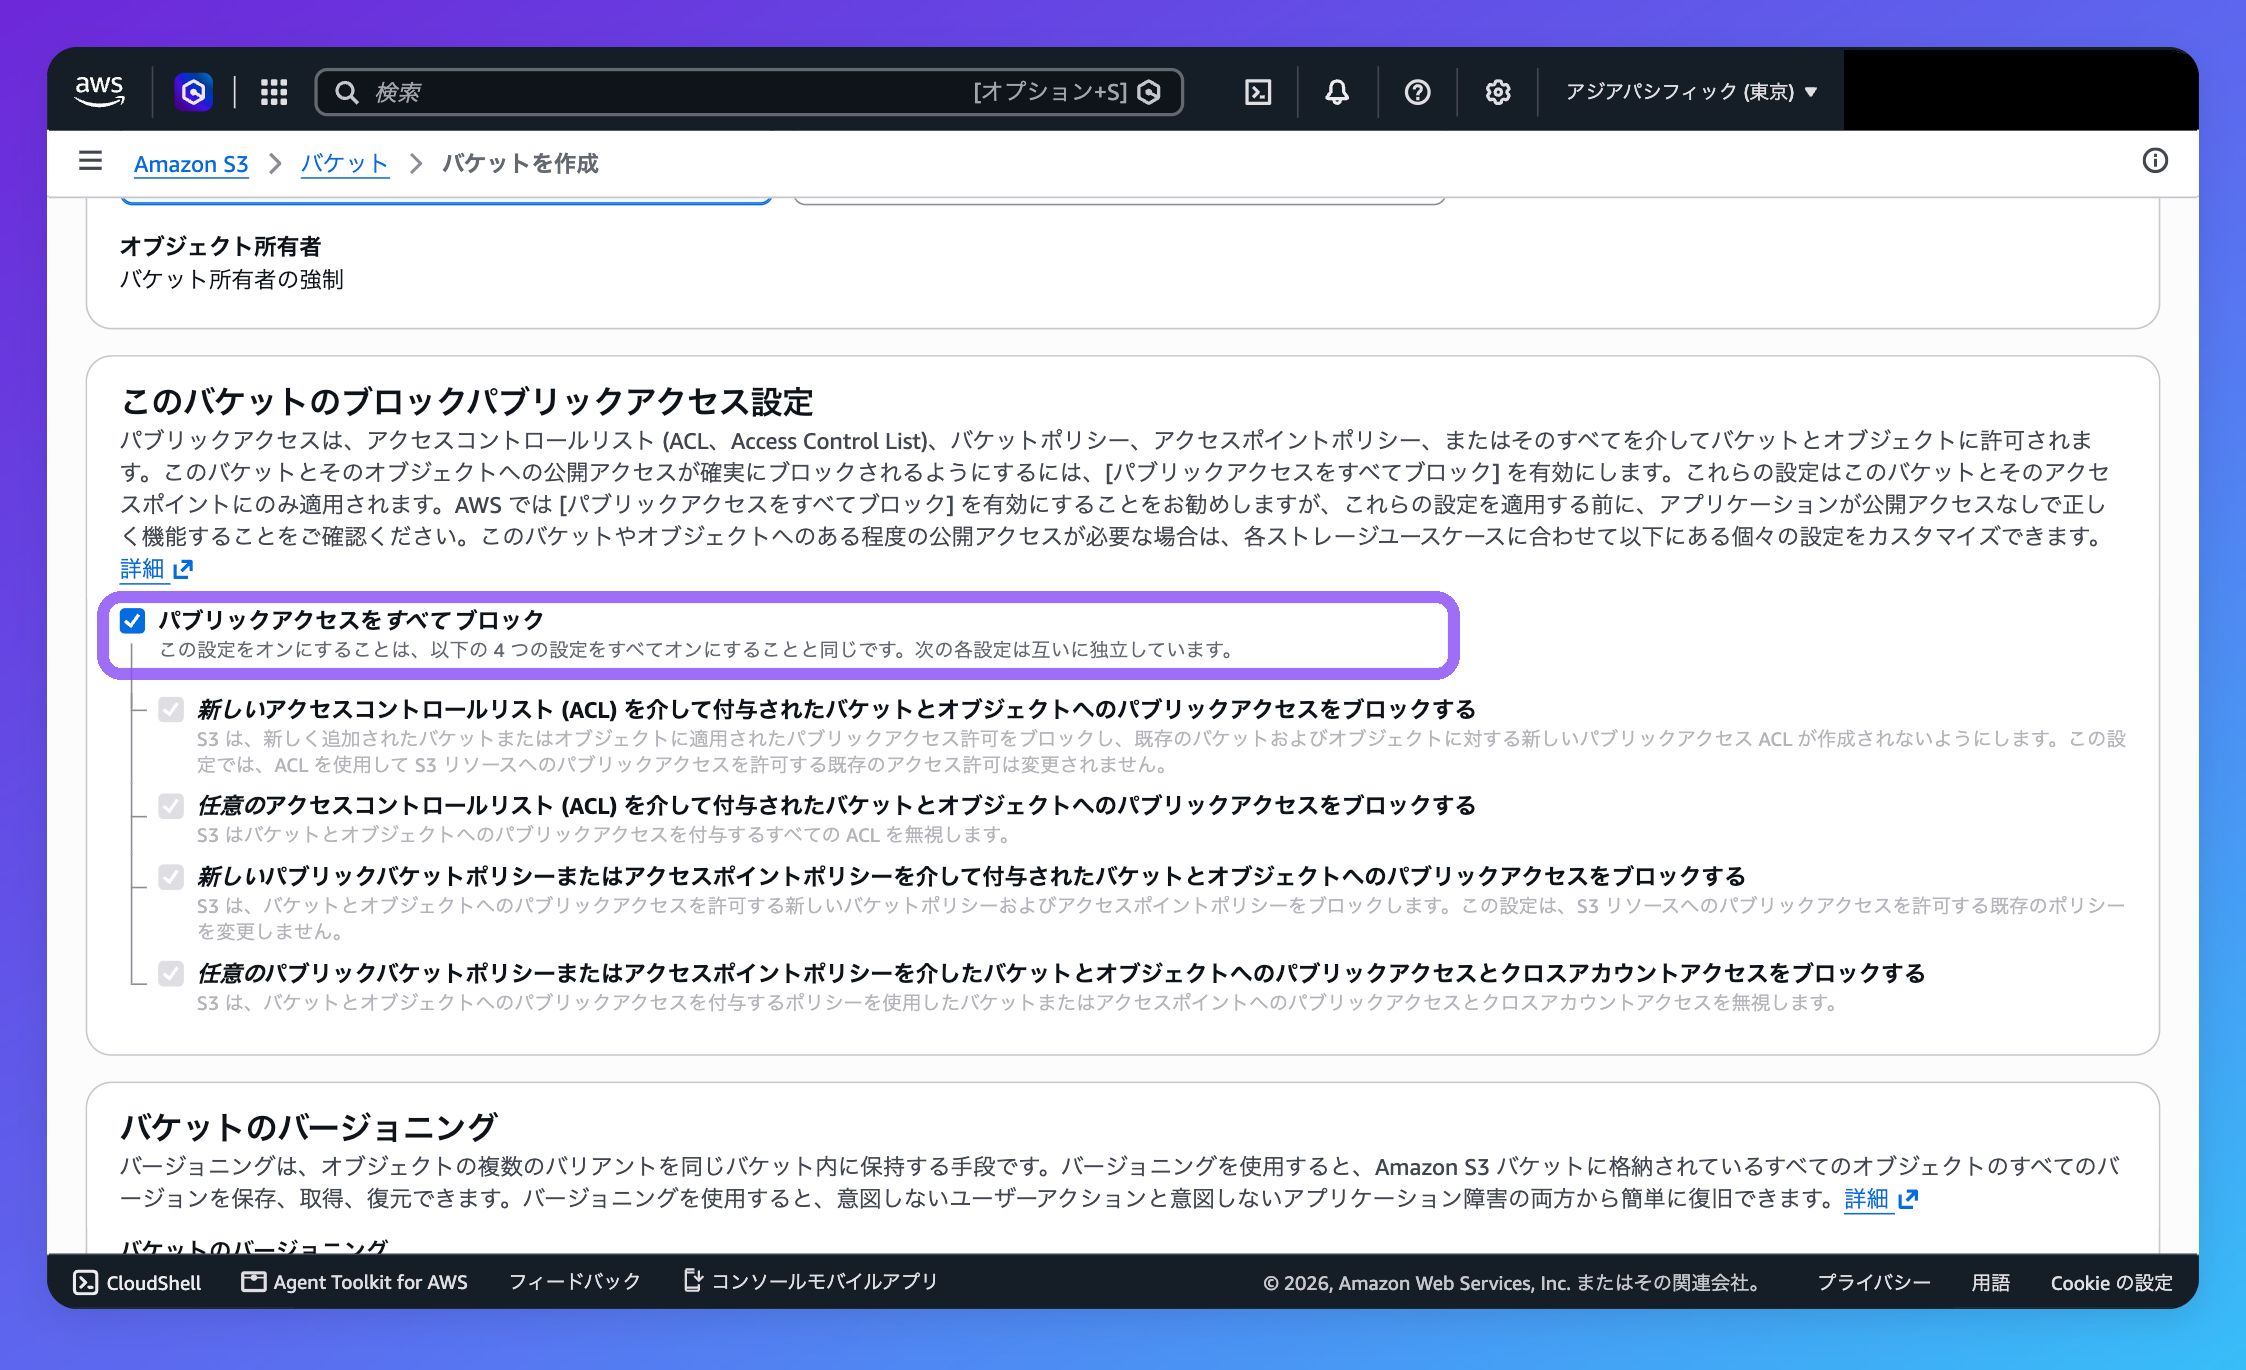 aws
検索
[オプション+S]
アジアパシフィック (東京) ▼
Amazon S3 > バケット > バケットを作成
オブジェクト所有者
バケット所有者の強制
このバケットのブロックパブリックアクセス設定
パブリックアクセスは、アクセスコントロールリスト (ACL、Access Control List)、バケットポリシー、アクセスポイントポリシー、またはそのすべてを介してバケットとオブジェクトに許可されま
す。このバケットとそのオブジェクトへの公開アクセスが確実にブロックされるようにするには、[パブリックアクセスをすべてブロック] を有効にします。これらの設定はこのバケットとそのアクセ
スポイントにのみ適用されます。AWS では [パブリックアクセスをすべてブロック] を有効にすることをお勧めしますが、これらの設定を適用する前に、アプリケーションが公開アクセスなしで正し
く機能することをご確認ください。このバケットやオブジェクトへのある程度の公開アクセスが必要な場合は、各ストレージユースケースに合わせて以下にある個々の設定をカスタマイズできます。
詳細
パブリックアクセスをすべてブロック
この設定をオンにすることは、以下の 4 つの設定をすべてオンにすることと同じです。次の各設定は互いに独立しています。
新しいアクセスコントロールリスト (ACL) を介して付与されたバケットとオブジェクトへのパブリックアクセスをブロックする
S3 は、新しく追加されたバケットまたはオブジェクトに適用されたパブリックアクセス許可をブロックし、既存のバケットおよびオブジェクトに対する新しいパブリックアクセス ACL が作成されないようにします。この設
定では、ACL を使用して S3 リソースへのパブリックアクセスを許可する既存のアクセス許可は変更されません。
任意のアクセスコントロールリスト (ACL) を介して付与されたバケットとオブジェクトへのパブリックアクセスをブロックする
S3 はバケットとオブジェクトへのパブリックアクセスを付与するすべての ACL を無視します。
新しいパブリックバケットポリシーまたはアクセスポイントポリシーを介して付与されたバケットとオブジェクトへのパブリックアクセスをブロックする
S3 は、バケットとオブジェクトへのパブリックアクセスを許可する新しいバケットポリシーおよびアクセスポイントポリシーをブロックします。この設定は、S3 リソースへのパブリックアクセスを許可する既存のポリシー
を変更しません。
任意のパブリックバケットポリシーまたはアクセスポイントポリシーを介したバケットとオブジェクトへのパブリックアクセスとクロスアカウントアクセスをブロックする
S3 は、バケットとオブジェクトへのパブリックアクセスを付与するポリシーを使用したバケットまたはアクセスポイントへのパブリックアクセスとクロスアカウントアクセスを無視します。
バケットのバージョニング
バージョニングは、オブジェクトの複数のバリアントを同じバケット内に保持する手段です。バージョニングを使用すると、Amazon S3 バケットに格納されているすべてのオブジェクトのすべてのバ
ージョンを保存、取得、復元できます。バージョニングを使用すると、意図しないユーザーアクションと意図しないアプリケーション障害の両方から簡単に復旧できます。詳細
バケットのバージョニング
CloudShell
Agent Toolkit for AWS
フィードバック
コンソールモバイルアプリ
© 2026, Amazon Web Services, Inc. またはその関連会社。
プライバシー
用語
Cookie の設定